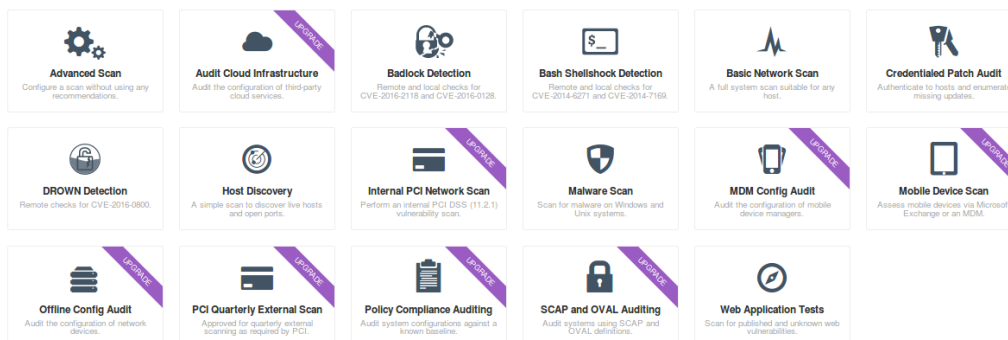 UPGRADE
Advanced Scan
Configure a scan without using any
recommendations.
Audit Cloud Infrastructure
Audit the configuration of third-party
cloud services.
Badlock Detection
Remote and local checks for
CVE-2016-2118 and CVE-2016-0128.
$_
Bash Shellshock Detection
Remote and local checks for
CVE-2014-6271 and CVE-2014-7169.
Basic Network Scan
A full system scan suitable for any
host.
Credentialed Patch Audit
Authenticate to hosts and enumerate
missing updates.
DROWN Detection
Remote checks for CVE-2016-0800.
Host Discovery
A simple scan to discover live hosts
and open ports.
UPGRADE
Internal PCI Network Scan
Perform an internal PCI DSS (11.2.1)
vulnerability scan.
Malware Scan
Scan for malware on Windows and
Unix systems.
UPGRADE
MDM Config Audit
Audit the configuration of mobile
device managers.
UPGRADE
Mobile Device Scan
Assess mobile devices via Microsoft
Exchange or an MDM.
UPGRADE
Offline Config Audit
Audit the configuration of network
devices.
UPGRADE
PCI Quarterly External Scan
Approved for quarterly external
scanning as required by PCI.
UPGRADE
Policy Compliance Auditing
Audit system configurations against a
known baseline.
UPGRADE
SCAP and OVAL Auditing
Audit systems using SCAP and
OVAL definitions.
Web Application Tests
Scan for published and unknown web
vulnerabilities.